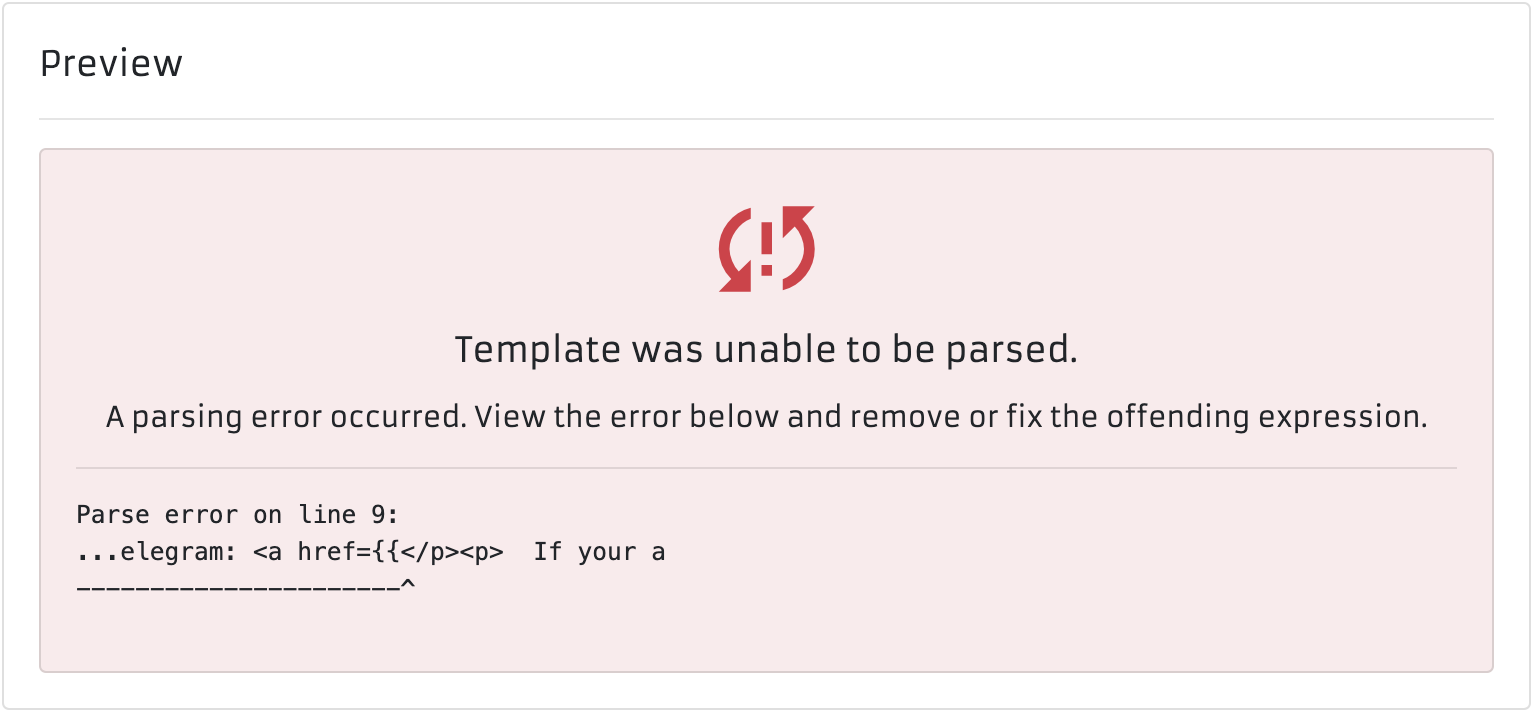 Preview
Template was unable to be parsed.
A parsing error occurred. View the error below and remove or fix the offending expression.
Parse error on line 9:
...elegram: <a href={{</p><p>  If your a
----------------------^